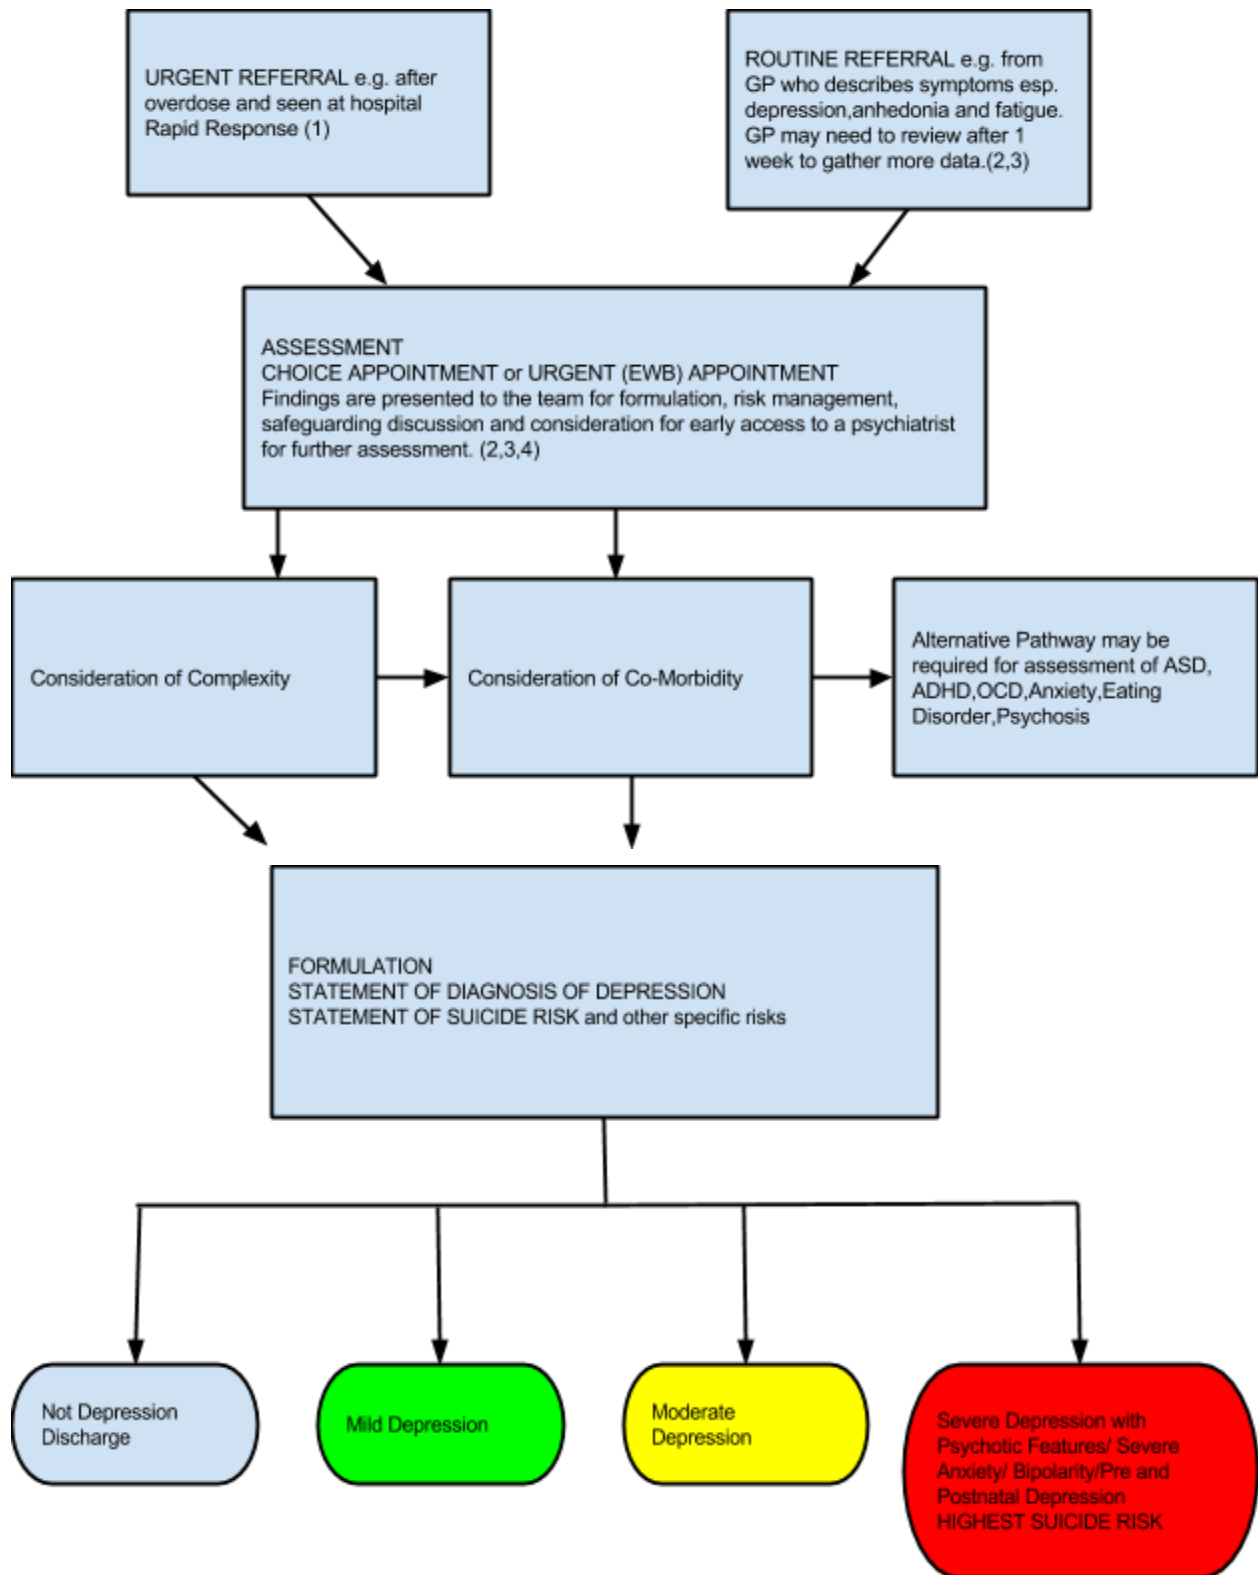 URGENT REFERRAL e.g. after
overdose and seen at hospital
Rapid Response (1)
ROUTINE REFERRAL e.g. from
GP who describes symptoms esp.
depression,anhedonia and fatigue.
GP may need to review after 1
week to gather more data.(2,3)
ASSESSMENT
CHOICE APPOINTMENT or URGENT (EWB) APPOINTMENT
Findings are presented to the team for formulation, risk management,
safeguarding discussion and consideration for early access to a psychiatrist
for further assessment. (2,3,4)
Consideration of Complexity
Consideration of Co-Morbidity
Alternative Pathway may be
required for assessment of ASD,
ADHD,OCD,Anxiety,Eating
Disorder,Psychosis
FORMULATION
STATEMENT OF DIAGNOSIS OF DEPRESSION
STATEMENT OF SUICIDE RISK and other specific risks
Not Depression
Discharge
Mild Depression
Moderate
Depression
Severe Depression with
Psychotic Features/ Severe
Anxiety/ Bipolarity/Pre and
Postnatal Depression
HIGHEST SUICIDE RISK